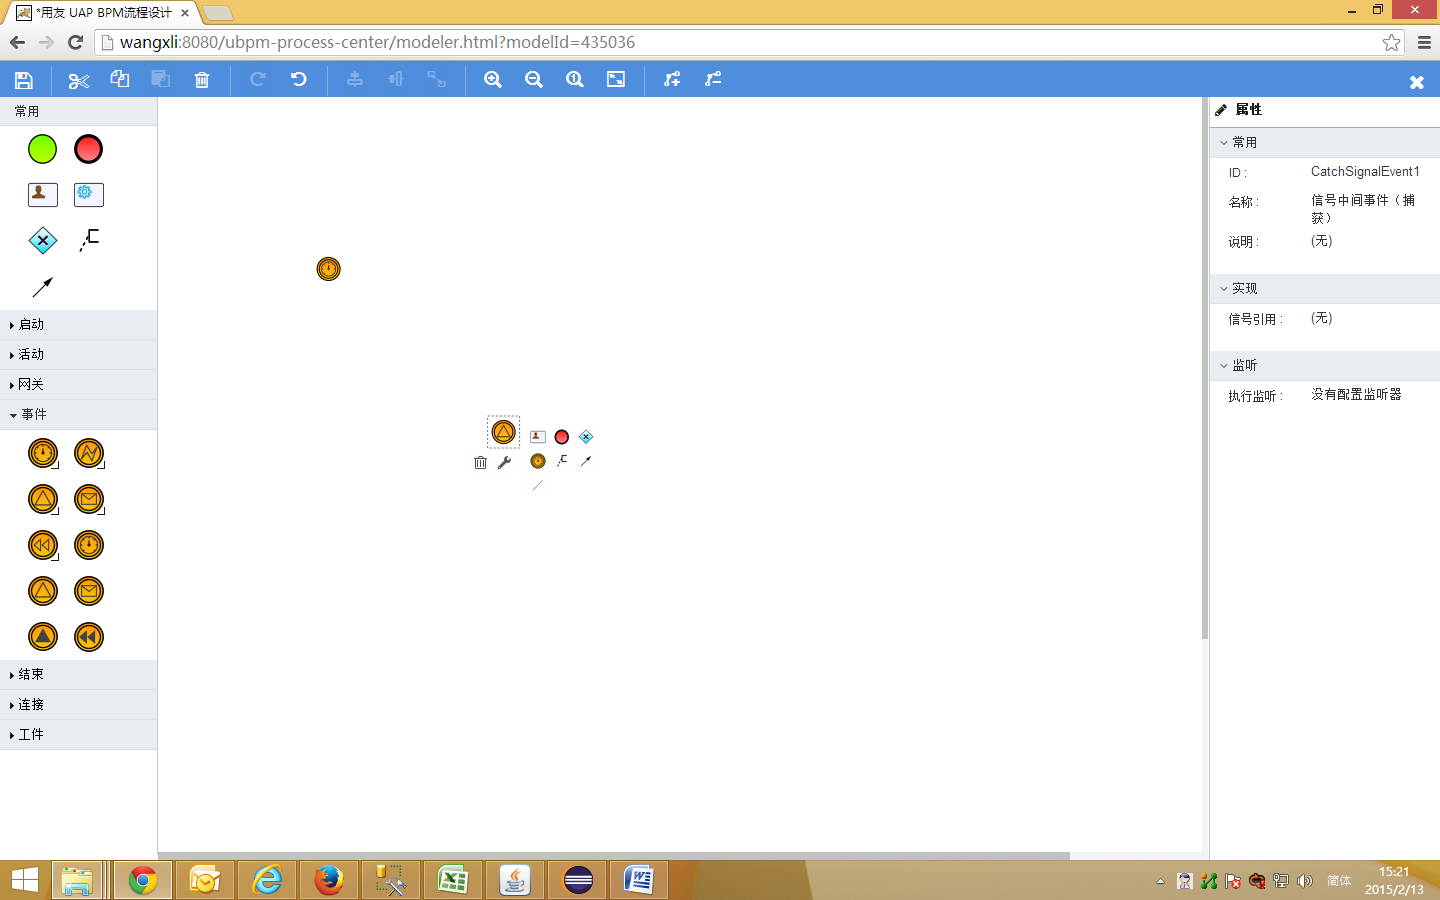 *用友 UAP BPM流程设计
wangxli:8080/ubpm-process-center/modeler.html?modelId=435036
常用
启动
活动
网关
事件
结束
连接
工件
属性
常用
ID :
CatchSignalEvent1
名称 :
信号中间事件（捕
获）
说明 :
(无)
实现
信号引用 :
(无)
监听
执行监听 :
没有配置监听器
简体
15:21
2015/2/13